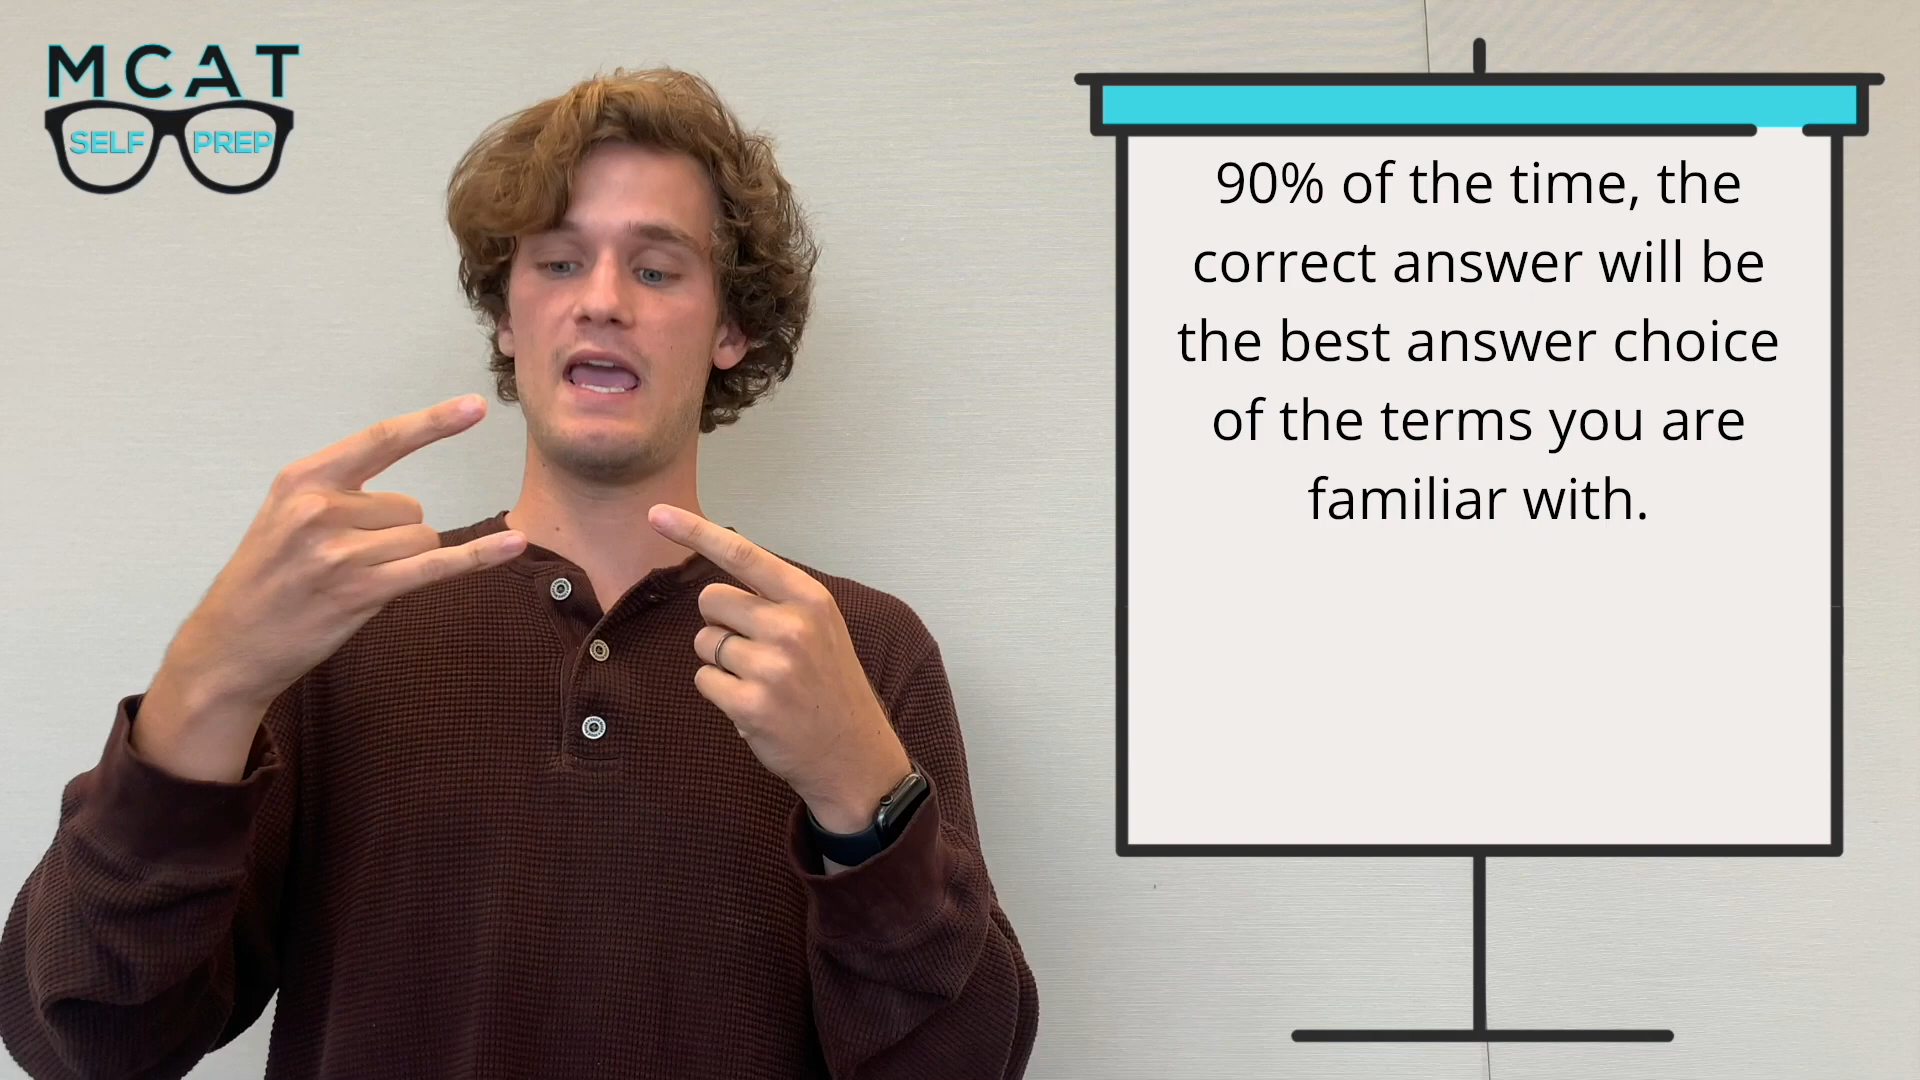 MCAT
SELF PREP
90% of the time, the
correct answer will be
the best answer choice
of the terms you are
familiar with.